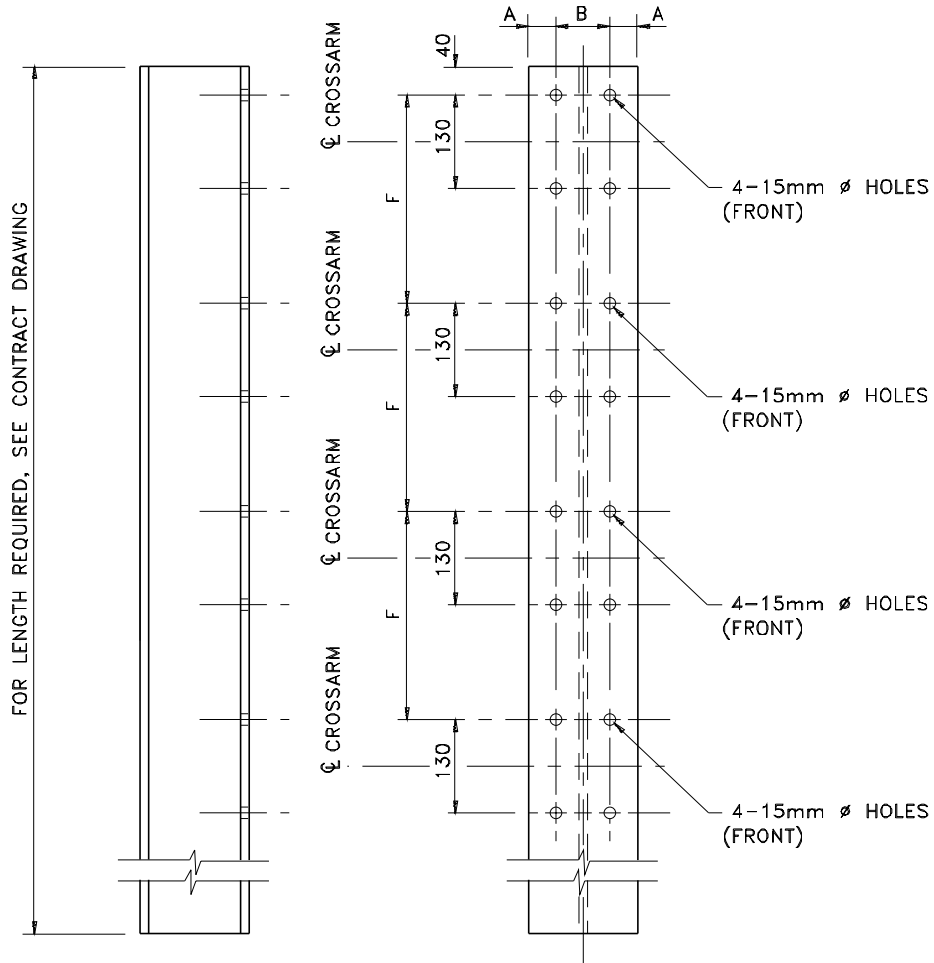 A B A
40
℄ CROSSARM
130
F
4-15mm ø HOLES
(FRONT)
℄ CROSSARM
130
F
4-15mm ø HOLES
(FRONT)
℄ CROSSARM
130
F
4-15mm ø HOLES
(FRONT)
℄ CROSSARM
130
4-15mm ø HOLES
(FRONT)
FOR LENGTH REQUIRED, SEE CONTRACT DRAWING